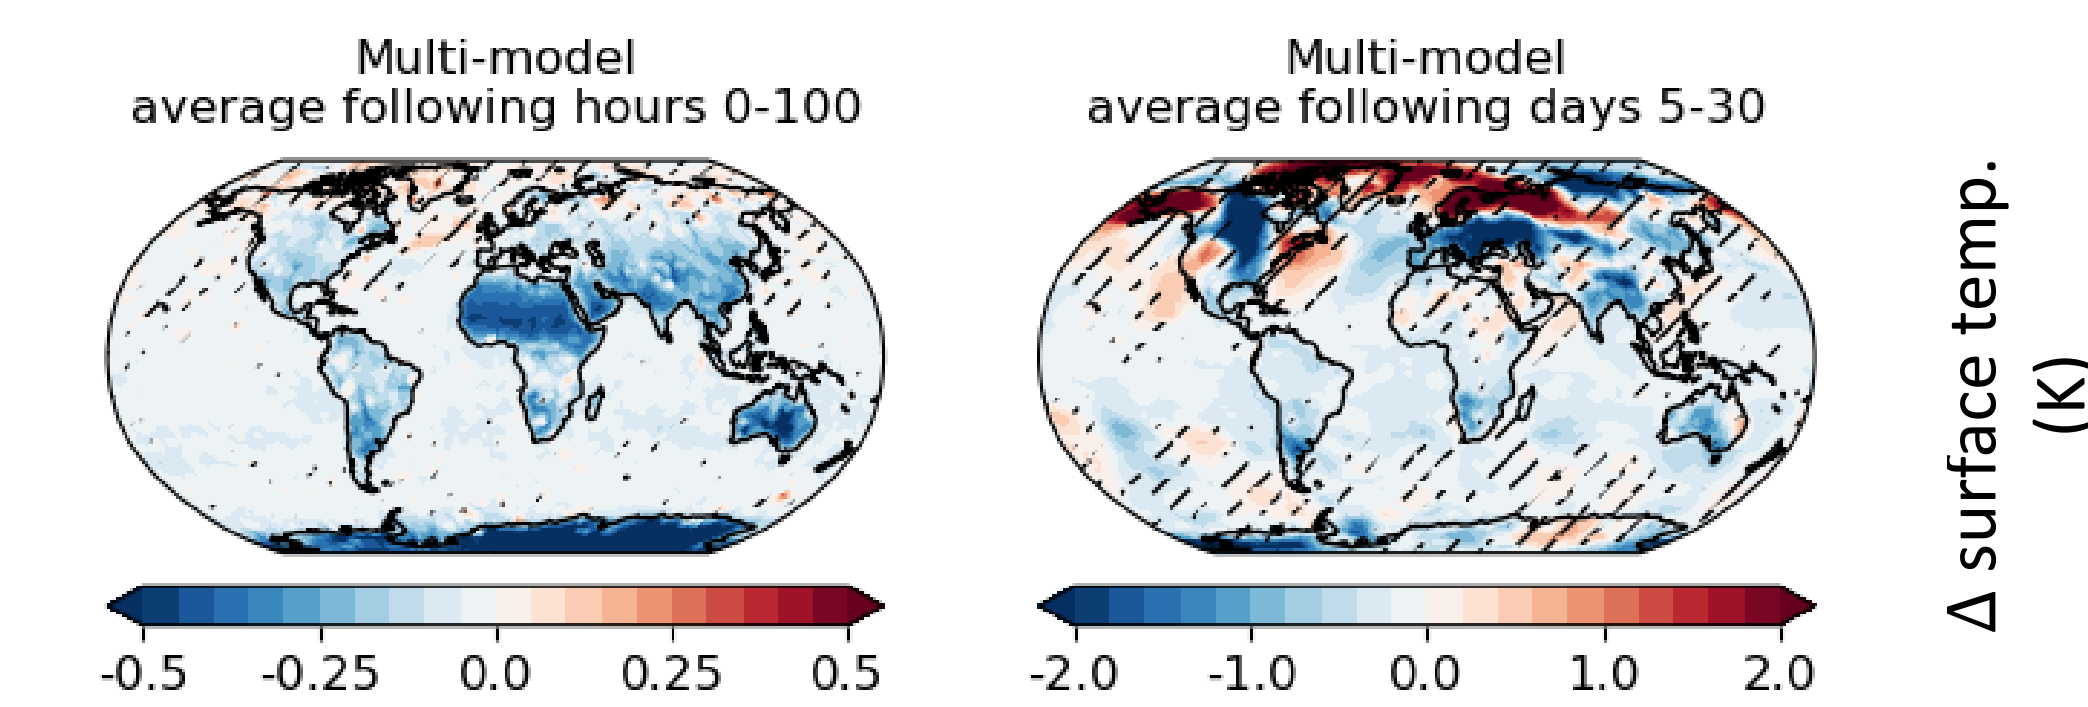 Multi-model
average following hours 0-100
-0.5 -0.25 0.0 0.25 0.5
Multi-model
average following days 5-30
-2.0 -1.0 0.0 1.0 2.0
Δ surface temp.
(K)